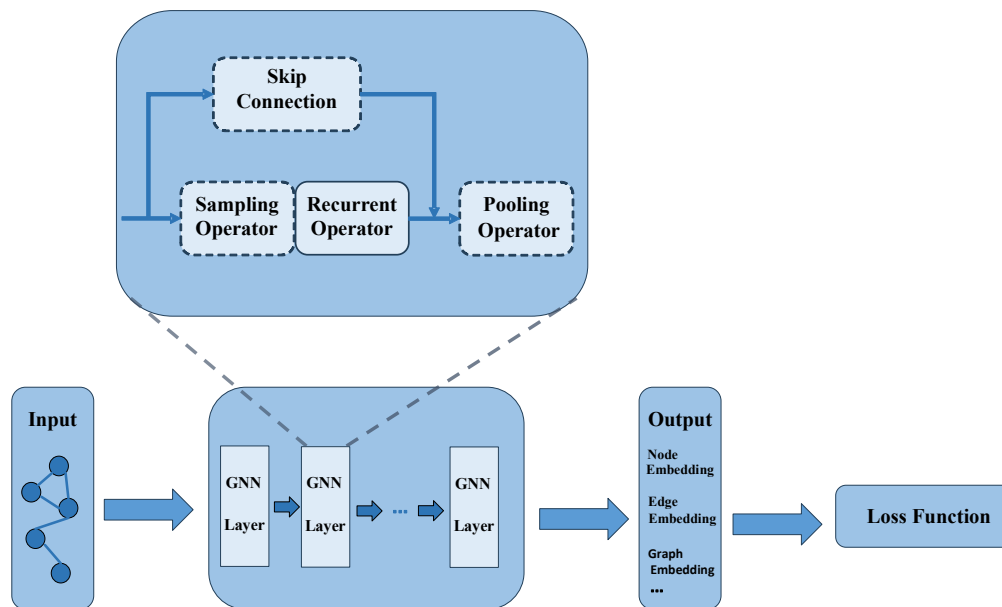 Skip
Connection
Sampling
Operator
Recurrent
Operator
Pooling
Operator
Input
GNN
Layer
GNN
Layer
...
GNN
Layer
Output
Node
Embedding
Edge
Embedding
Graph
Embedding
...
Loss Function